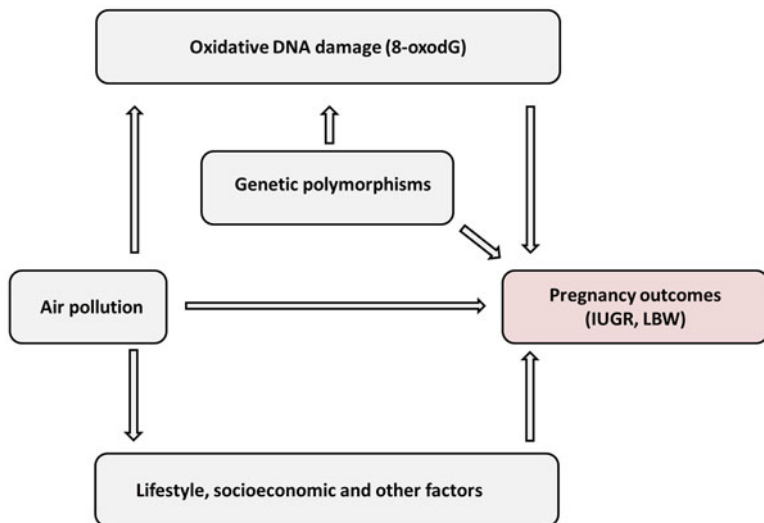 Oxidative DNA damage (8-oxodG)
Genetic polymorphisms
Air pollution
Pregnancy outcomes
(IUGR, LBW)
Lifestyle, socioeconomic and other factors